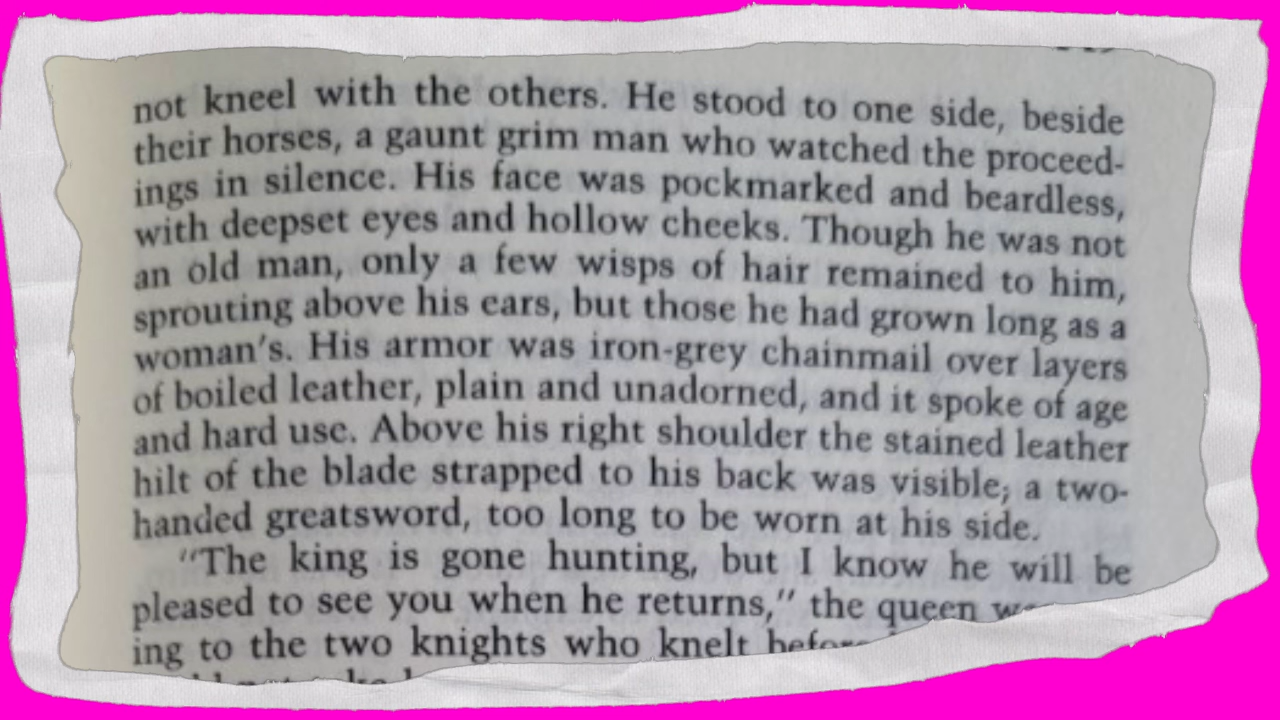 not kneel with the others. He stood to one side, beside
their horses, a gaunt grim man who watched the proceed-
ings in silence. His face was pockmarked and beardless,
with deepset eyes and hollow cheeks. Though he was not
an old man, only a few wisps of hair remained to him,
sprouting above his ears, but those he had grown long as a
woman's. His armor was iron-grey chainmail over layers
of boiled leather, plain and unadorned, and it spoke of age
and hard use. Above his right shoulder the stained leather
hilt of the blade strapped to his back was visible; a two-
handed greatsword, too long to be worn at his side.
"The king is gone hunting, but I know he will be
pleased to see you when he returns," the queen
ing to the two knights who knelt